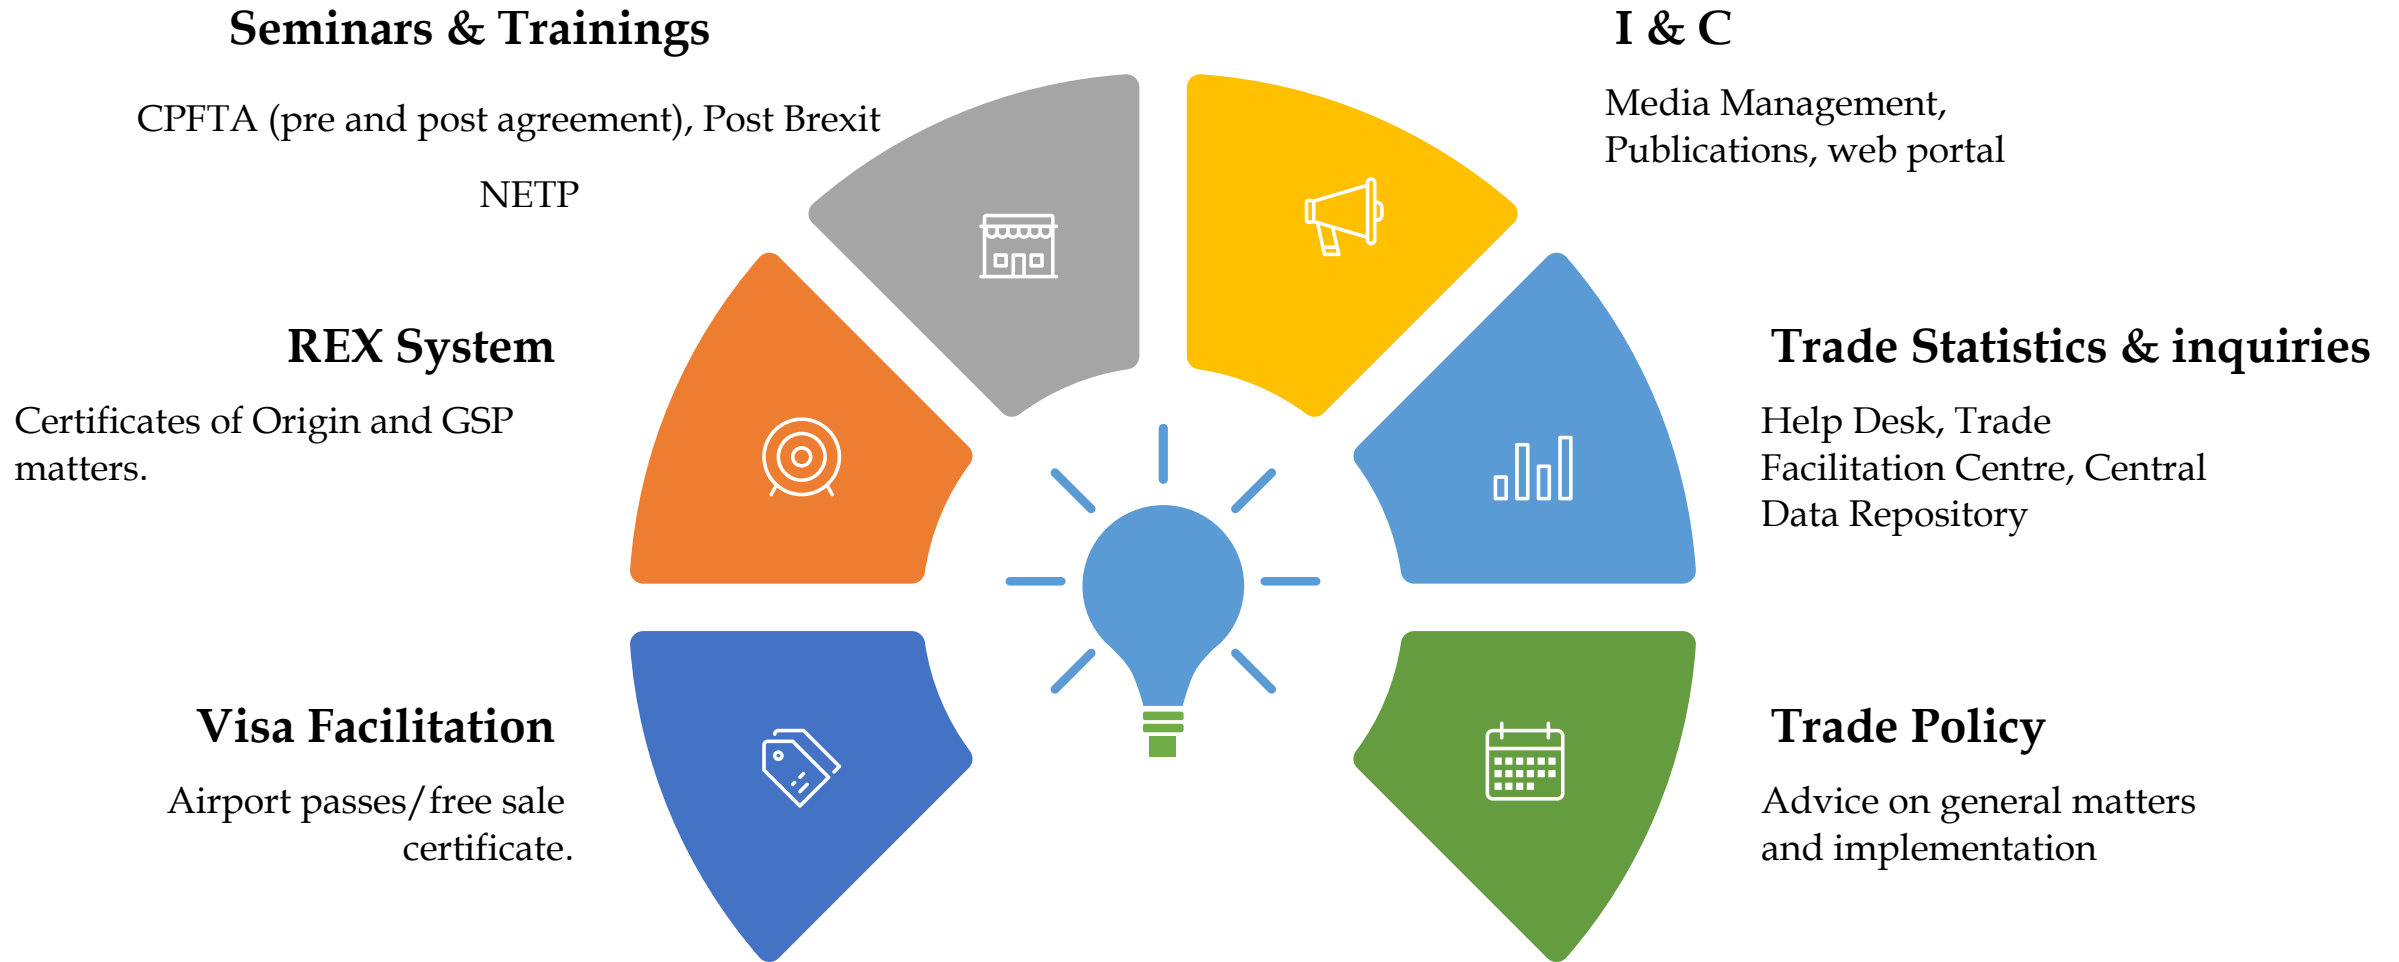 Seminars & Trainings
CPFTA (pre and post agreement), Post Brexit
NETP
I & C
Media Management,
Publications, web portal
REX System
Certificates of Origin and GSP
matters.
Trade Statistics & inquiries
Help Desk, Trade
Facilitation Centre, Central
Data Repository
Visa Facilitation
Airport passes/free sale
certificate.
Trade Policy
Advice on general matters
and implementation